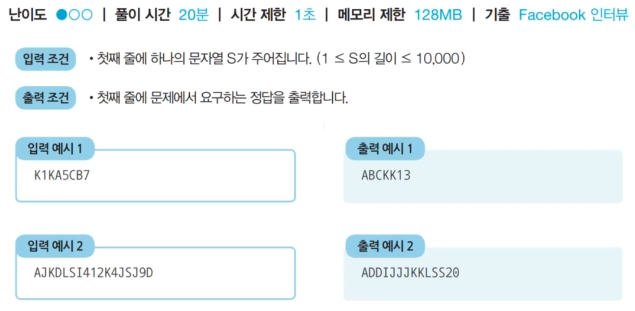 난이도 ●○○ | 풀이 시간 20분 | 시간 제한 1초 | 메모리 제한 128MB | 기출 Facebook 인터뷰
입력 조건 • 첫째 줄에 하나의 문자열 S가 주어집니다. (1 ≤ S의 길이 ≤ 10,000)
출력 조건 • 첫째 줄에 문제에서 요구하는 정답을 출력합니다.
입력 예시 1
K1KA5CB7
출력 예시 1
ABCKK13
입력 예시 2
AJKDLSI412K4JSJ9D
출력 예시 2
ADDIJJJKKLSS20